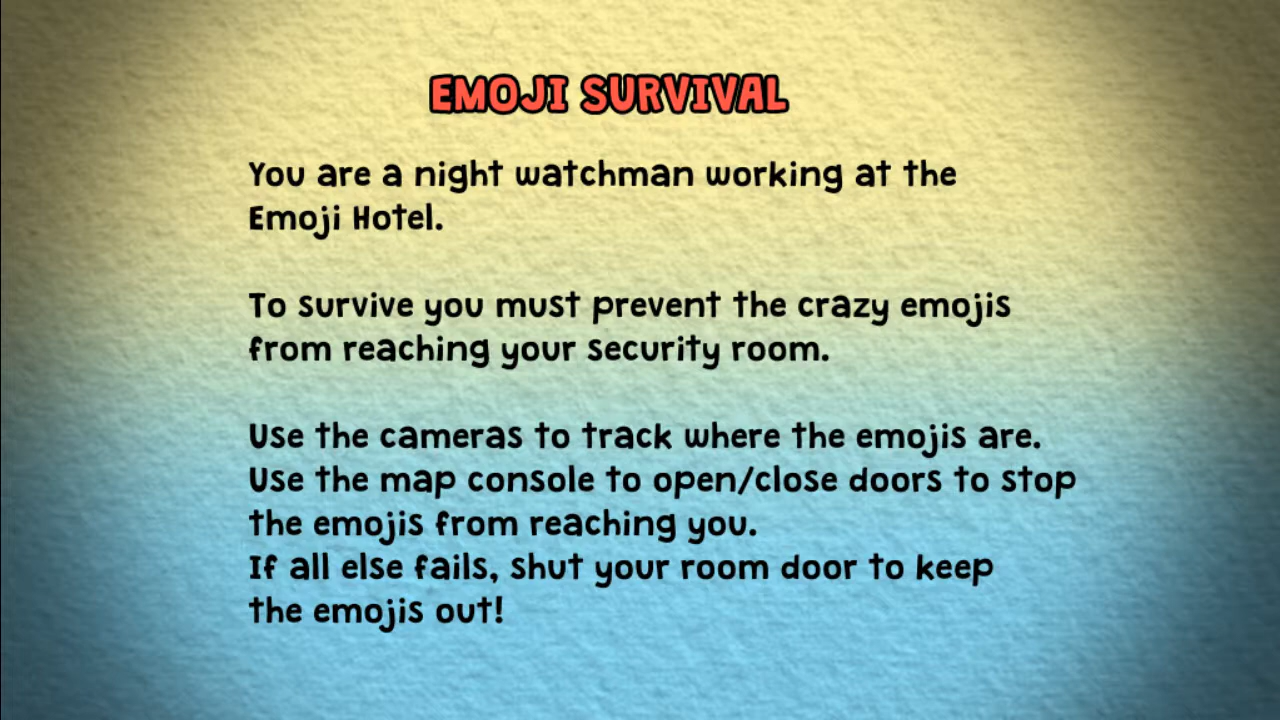 EMOJI SURVIVAL
You are a night watchman working at the
Emoji Hotel.
To survive you must prevent the crazy emojis
from reaching your security room.
Use the cameras to track where the emojis are.
Use the map console to open/close doors to stop
the emojis from reaching you.
If all else fails, shut your room door to keep
the emojis out!